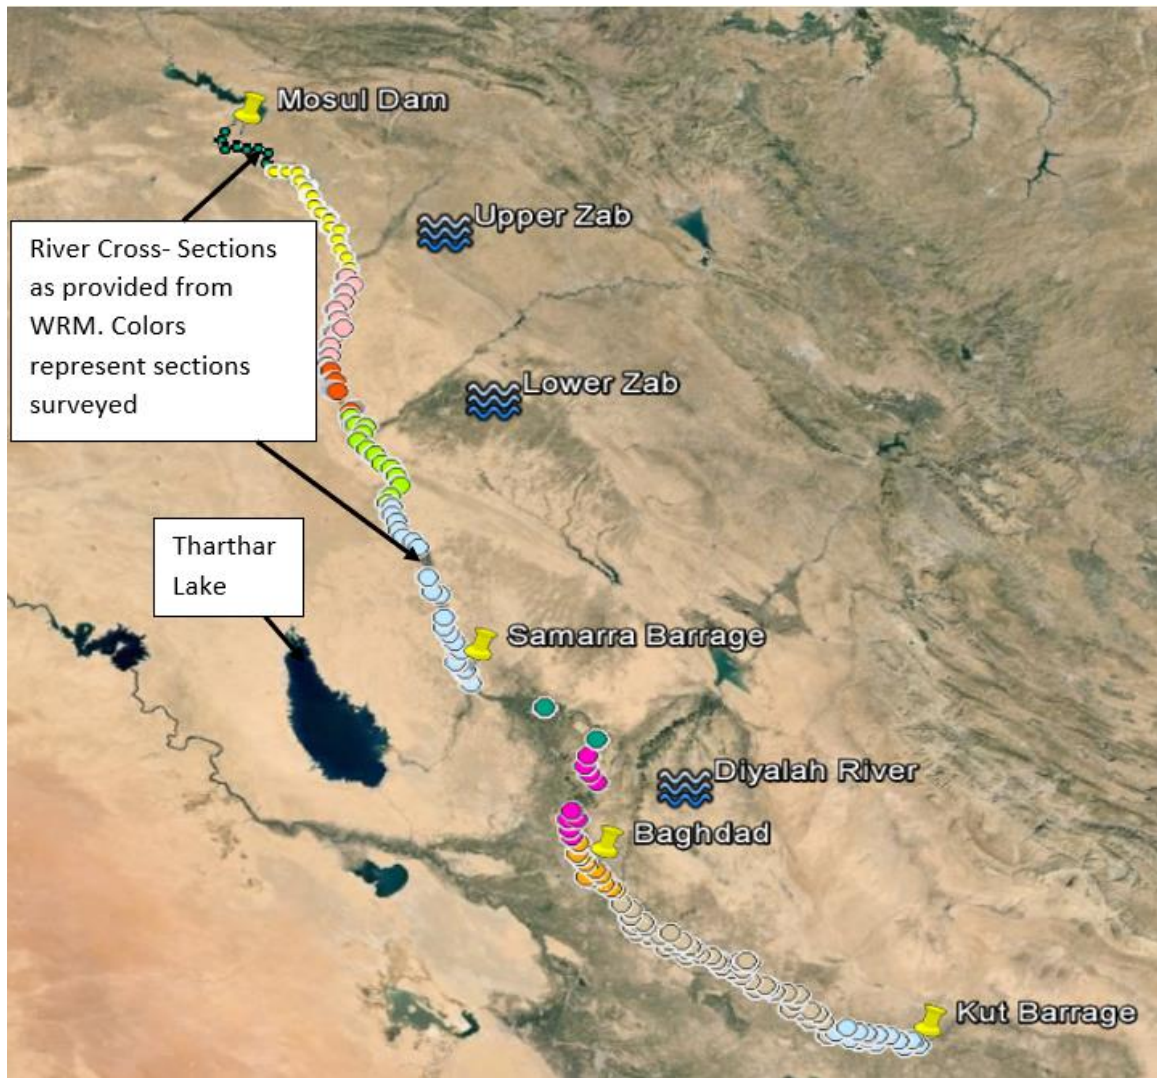 Mosul Dam
Upper Zab
River Cross- Sections
as provided from
WRM. Colors
represent sections
surveyed
Lower Zab
Tharthar
Lake
Samarra Barrage
Diyalah River
Baghdad
Kut Barrage